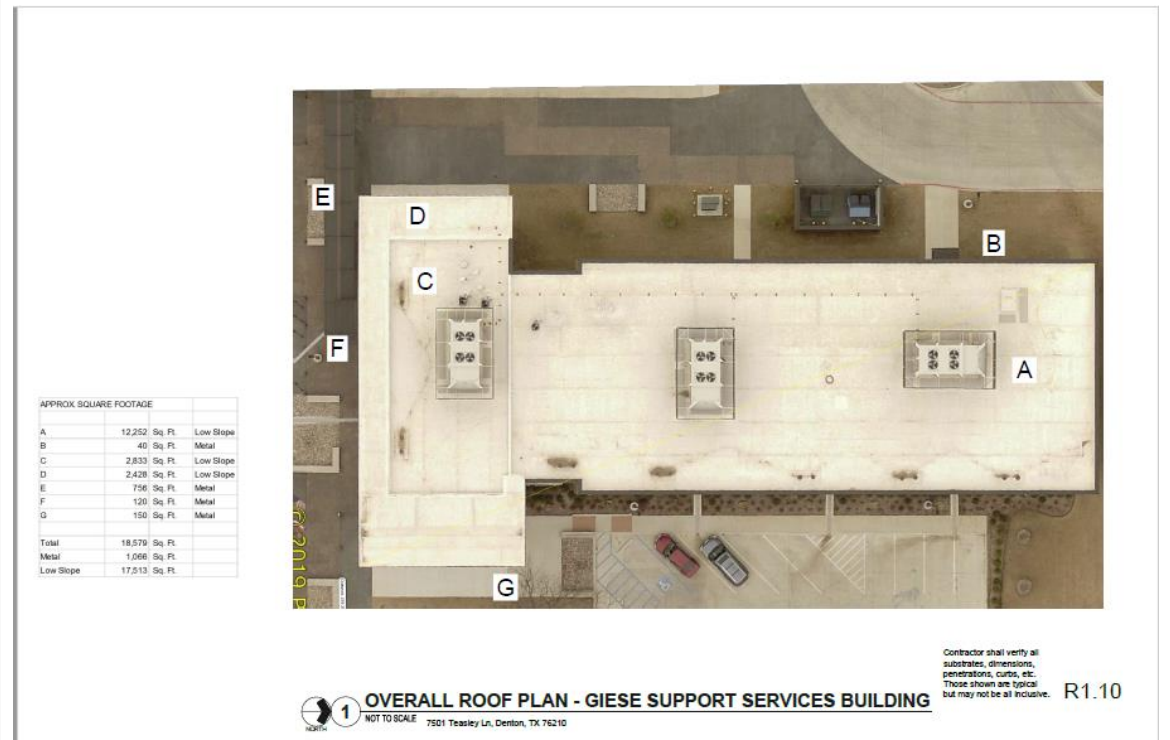 E
D
B
C
F
A
APPROX. SQUARE FOOTAGE
A 12,252 Sq. Ft. Low Slope
B 40 Sq. Ft. Metal
C 2,833 Sq. Ft. Low Slope
D 2,428 Sq. Ft. Low Slope
E 756 Sq. Ft. Metal
F 120 Sq. Ft. Metal
G 150 Sq. Ft. Metal
Total 18,579 Sq. Ft.
Metal 1,066 Sq. Ft.
Low Slope 17,513 Sq. Ft.
© 2019 P
G
Contractor shall verify all
substrates, dimensions,
penetrations, curbs, etc.
Those shown are typical
but may not be all inclusive.
R1.10
NORTH
1
OVERALL ROOF PLAN - GIESE SUPPORT SERVICES BUILDING
NOT TO SCALE 7501 Teasley Ln, Denton, TX 76210